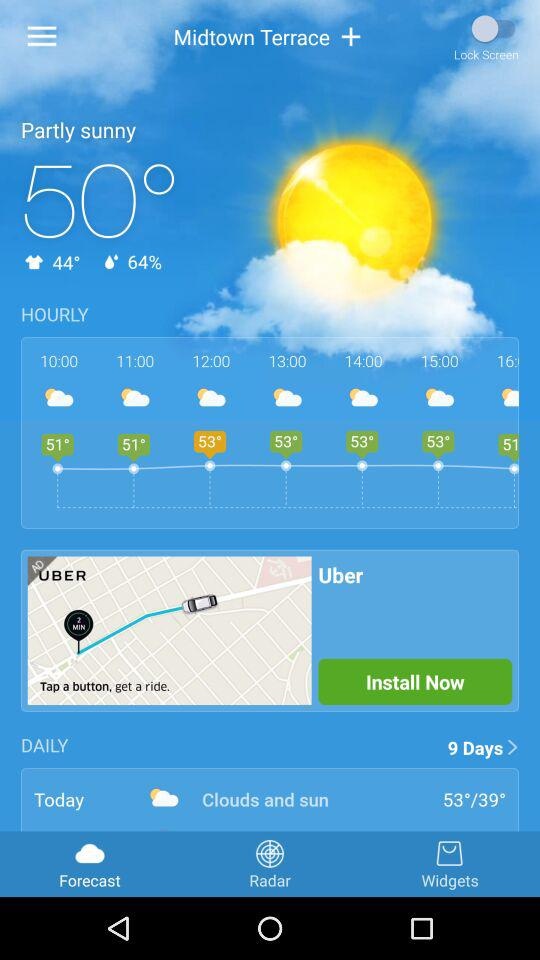 Midtown Terrace +
Lock Screen
Partly sunny
50°
44° 64%
HOURLY
10:00 11:00 12:00 13:00 14:00 15:00 16:
51° 51° 53° 53° 53° 53° 51
AD
UBER
2
MIN
Tap a button, get a ride.
Uber
Install Now
DAILY
9 Days
Today Clouds and sun 53°/39°
Forecast Radar Widgets